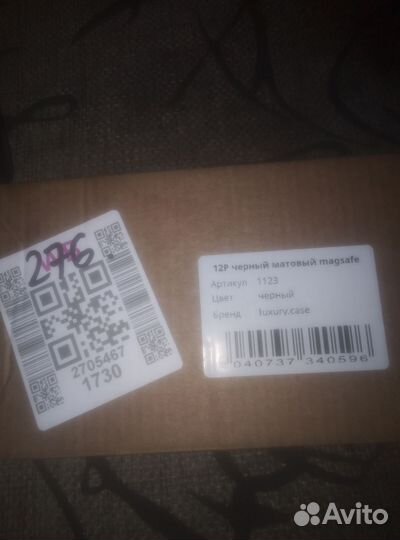 276.
2705467
1730
12P черный матовый magsafe
Артикул 1123
Цвет черный
Бренд luxury.case
040737 340596
Avito